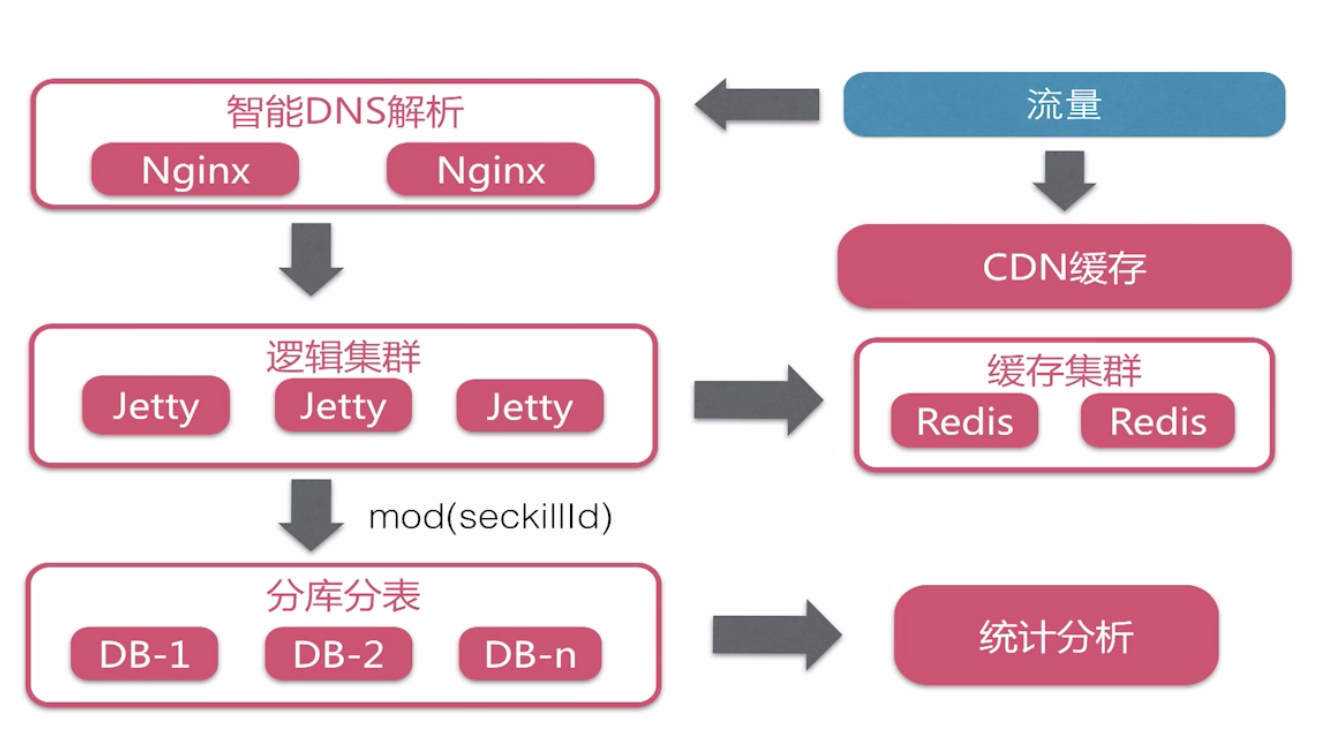 智能DNS解析
Nginx
Nginx
流量
CDN缓存
逻辑集群
Jetty
Jetty
Jetty
缓存集群
Redis
Redis
mod(seckillId)
分库分表
DB-1
DB-2
DB-n
统计分析